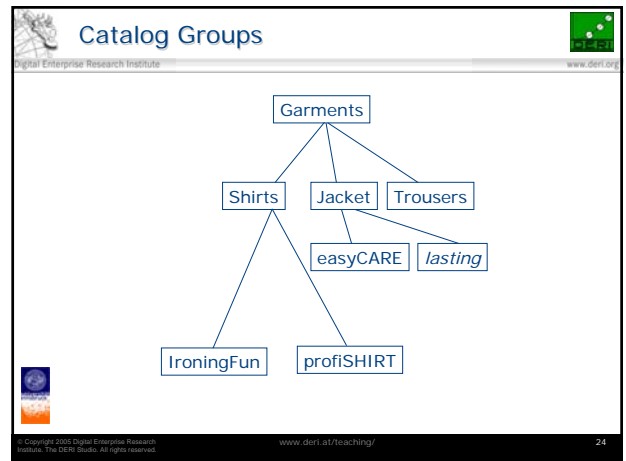 Catalog Groups
DERI
Digital Enterprise Research Institute
www.deri.org
Garments
Shirts
Jacket
Trousers
easyCARE
lasting
IroningFun
profiSHIRT
© Copyright 2005 Digital Enterprise Research
Institute. The DERI Studio. All rights reserved.
www.deri.at/teaching/
24